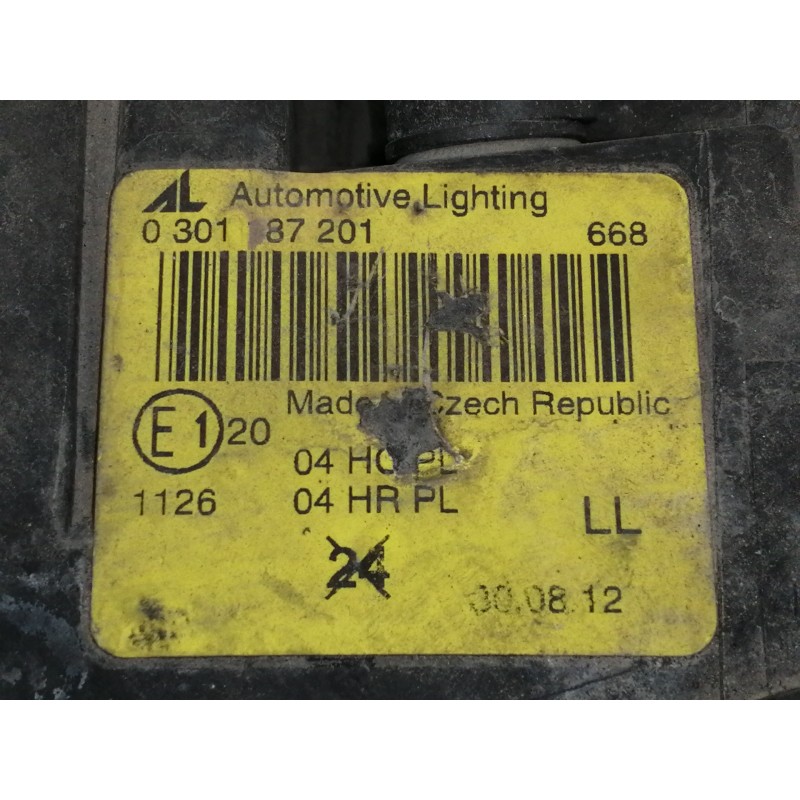 AL Automotive Lighting
0 301 87 201 668
Made Czech Republic
E1 20
04 HC PL
1126 04 HR PL
LL
24
30.08.12